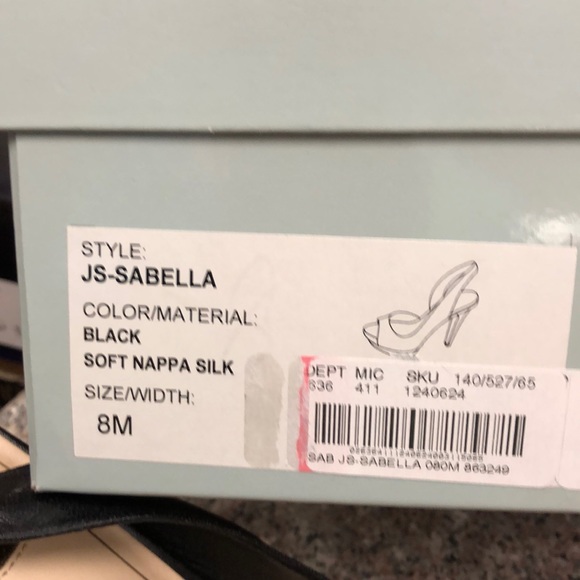 STYLE:
JS-SABELLA
COLOR/MATERIAL:
BLACK
SOFT NAPPA SILK
SIZE/WIDTH:
8M
DEPT MIC SKU 140/527/65
636 411 1240624
SAB JS-SABELLA 080M 863249